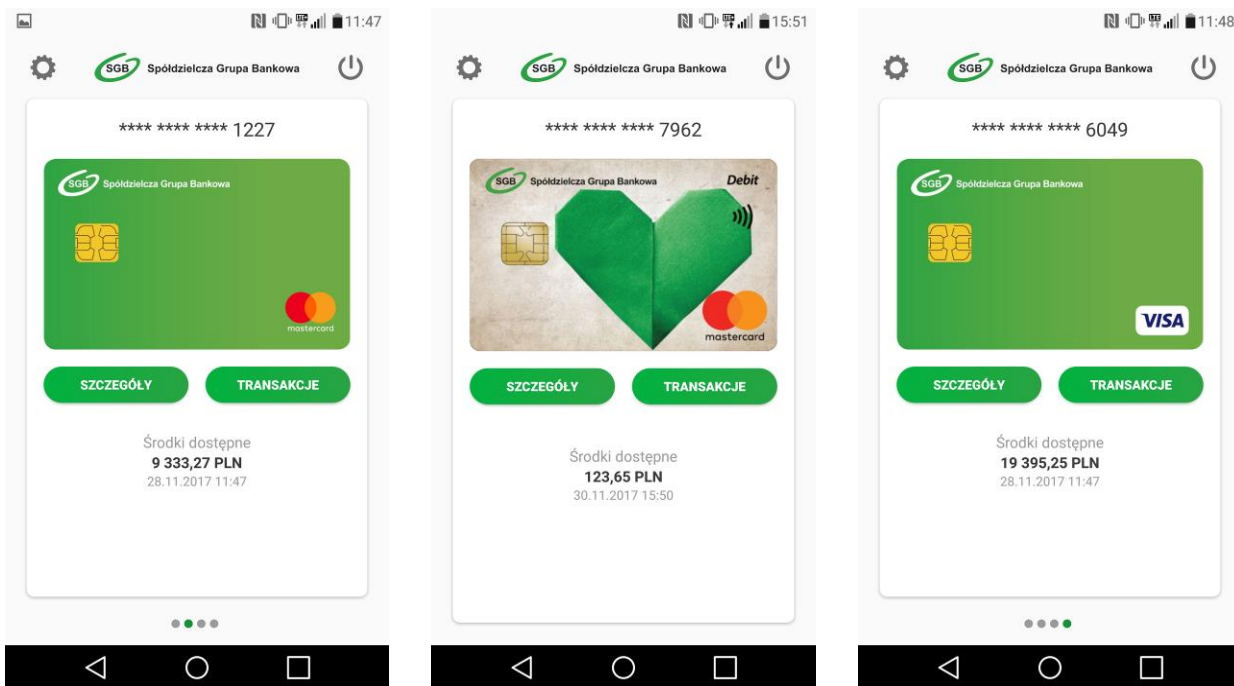 11:47
SGB Spółdzielcza Grupa Bankowa
**** **** **** 1227
SGB Spółdzielcza Grupa Bankowa
mastercard
SZCZEGÓŁY TRANSAKCJE
Środki dostępne
9 333,27 PLN
28.11.2017 11:47
15:51
SGB Spółdzielcza Grupa Bankowa
**** **** **** 7962
SGB Spółdzielcza Grupa Bankowa Debit
mastercard
SZCZEGÓŁY TRANSAKCJE
Środki dostępne
123,65 PLN
30.11.2017 15:50
11:48
SGB Spółdzielcza Grupa Bankowa
**** **** **** 6049
SGB Spółdzielcza Grupa Bankowa
VISA
SZCZEGÓŁY TRANSAKCJE
Środki dostępne
19 395,25 PLN
28.11.2017 11:47